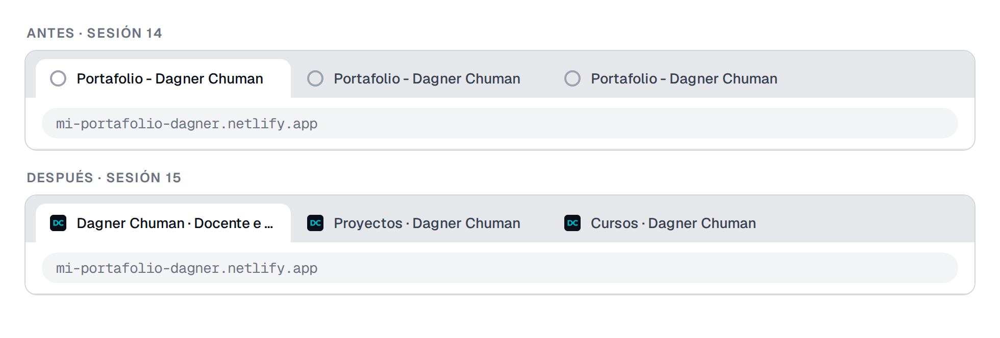 ANTES · SESIÓN 14
Portafolio - Dagner Chuman Portafolio - Dagner Chuman Portafolio - Dagner Chuman
mi-portafolio-dagner.netlify.app
DESPUÉS · SESIÓN 15
DC Dagner Chuman · Docente e ... DC Proyectos · Dagner Chuman DC Cursos · Dagner Chuman
mi-portafolio-dagner.netlify.app